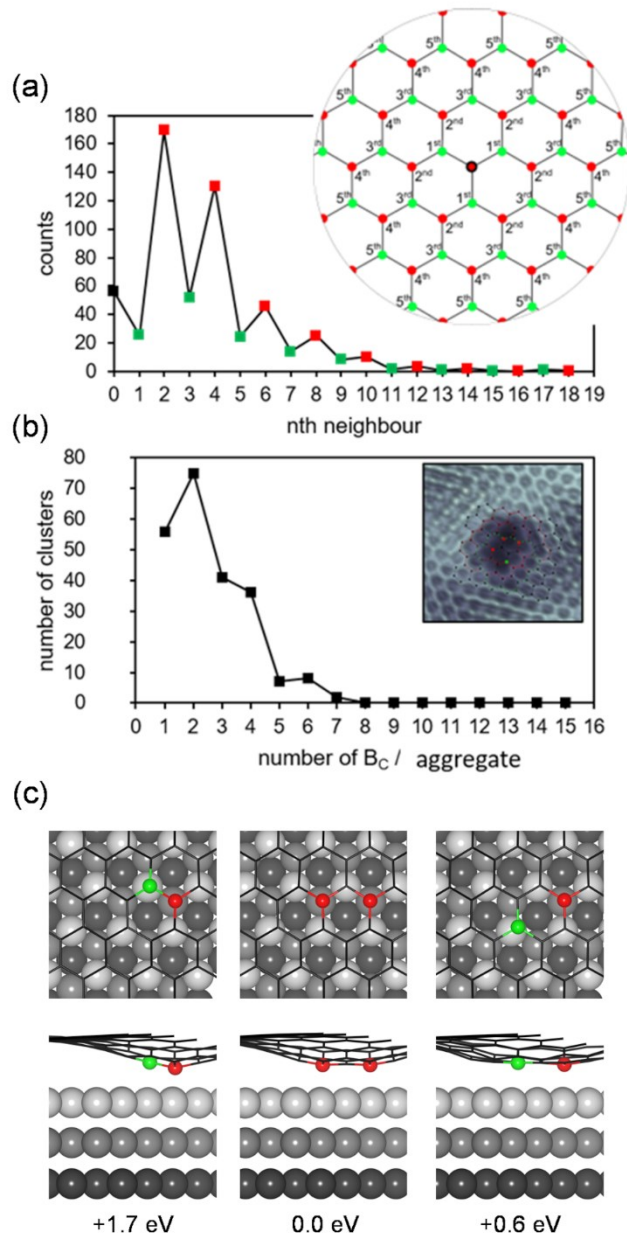 (a)
180
160
140
120
100
80
60
40
20
0
counts
0 1 2 3 4 5 6 7 8 9 10 11 12 13 14 15 16 17 18 19
nth neighbour
5th 5th
4th 4th 4th
5th 3rd 3rd 3rd 5th
4th 2nd 2nd 4th
3rd 1st 1st 3rd 5th
4th 2nd 2nd 4th
5th 3rd 1st 3rd 5th
4th 2nd 2nd 4th
5th 3rd 3rd 3rd 5th
4th 4th 4th
5th 5th 5th
(b)
80
70
60
50
40
30
20
10
0
number of clusters
0 1 2 3 4 5 6 7 8 9 10 11 12 13 14 15 16
number of BC / aggregate
(c)
+1.7 eV 0.0 eV +0.6 eV